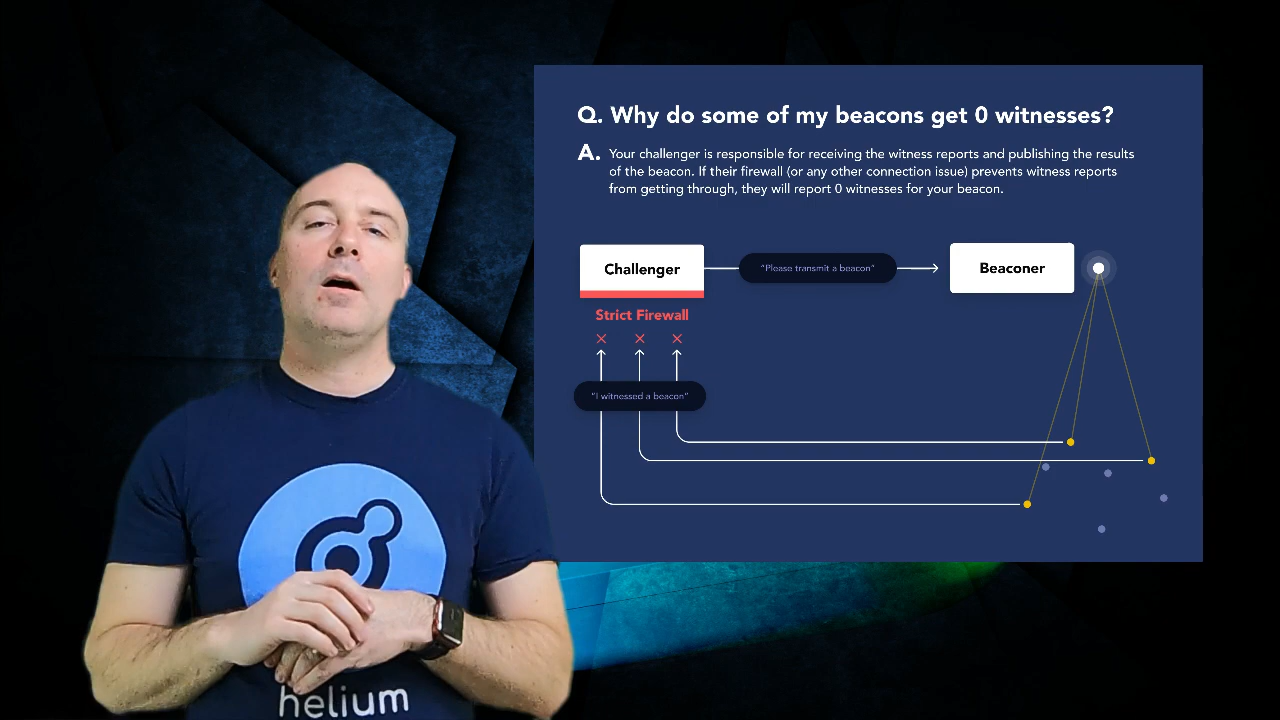 Q. Why do some of my beacons get 0 witnesses?
A. Your challenger is responsible for receiving the witness reports and publishing the results
of the beacon. If their firewall (or any other connection issue) prevents witness reports
from getting through, they will report 0 witnesses for your beacon.
Challenger
"Please transmit a beacon"
Beaconer
Strict Firewall
"I witnessed a beacon"
helium